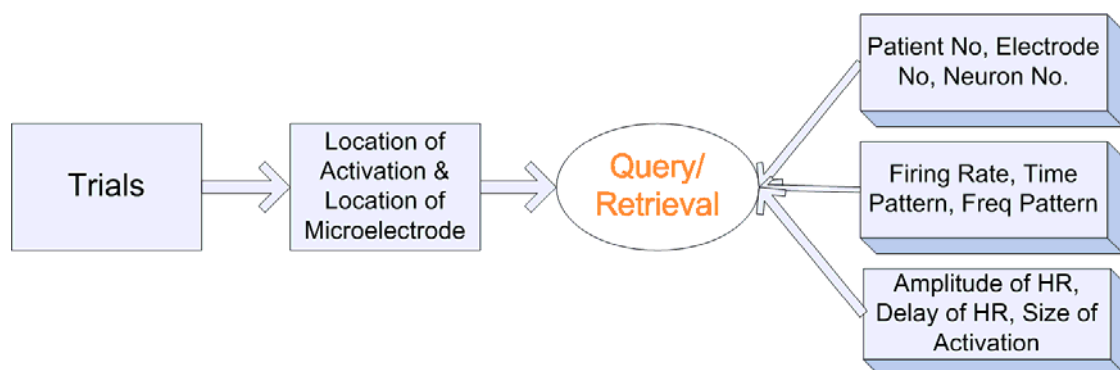 Trials
Location of
Activation &
Location of
Microelectrode
Query/
Retrieval
Patient No, Electrode
No, Neuron No.
Firing Rate, Time
Pattern, Freq Pattern
Amplitude of HR,
Delay of HR, Size of
Activation